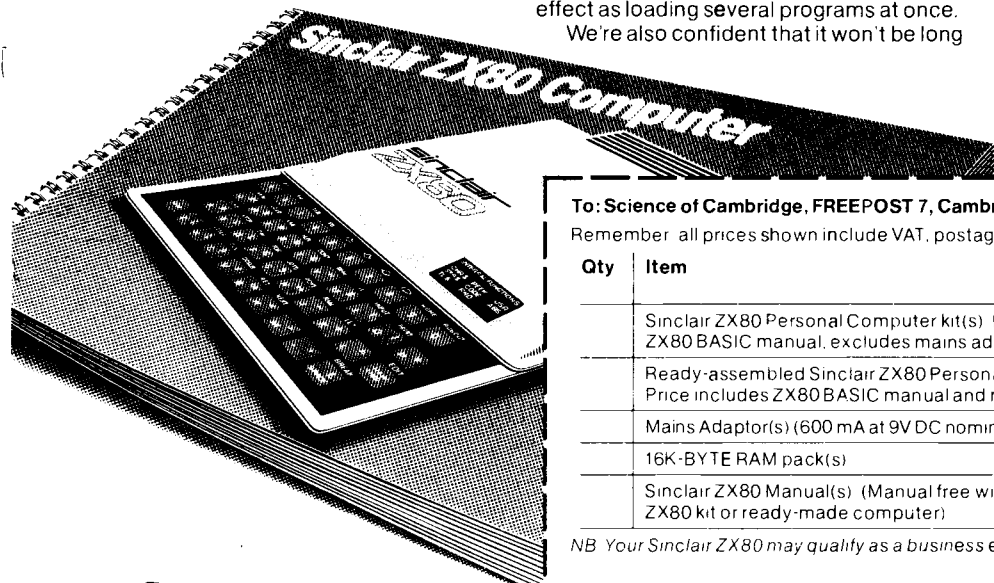 effect as loading several programs at once.
We're also confident that it won't be long
Sinclair ZX80 Computer
sinclair
ZX80
To: Science of Cambridge, FREEPOST 7, Camb
Remember all prices shown include VAT, postag
Qty Item
Sinclair ZX80 Personal Computer kit(s)
ZX80 BASIC manual, excludes mains ad
Ready-assembled Sinclair ZX80 Person
Price includes ZX80 BASIC manual and
Mains Adaptor(s) (600 mA at 9V DC nomin
16K-BYTE RAM pack(s)
Sinclair ZX80 Manual(s) (Manual free wi
ZX80 kit or ready-made computer)
NB Your Sinclair ZX80 may qualify as a business e